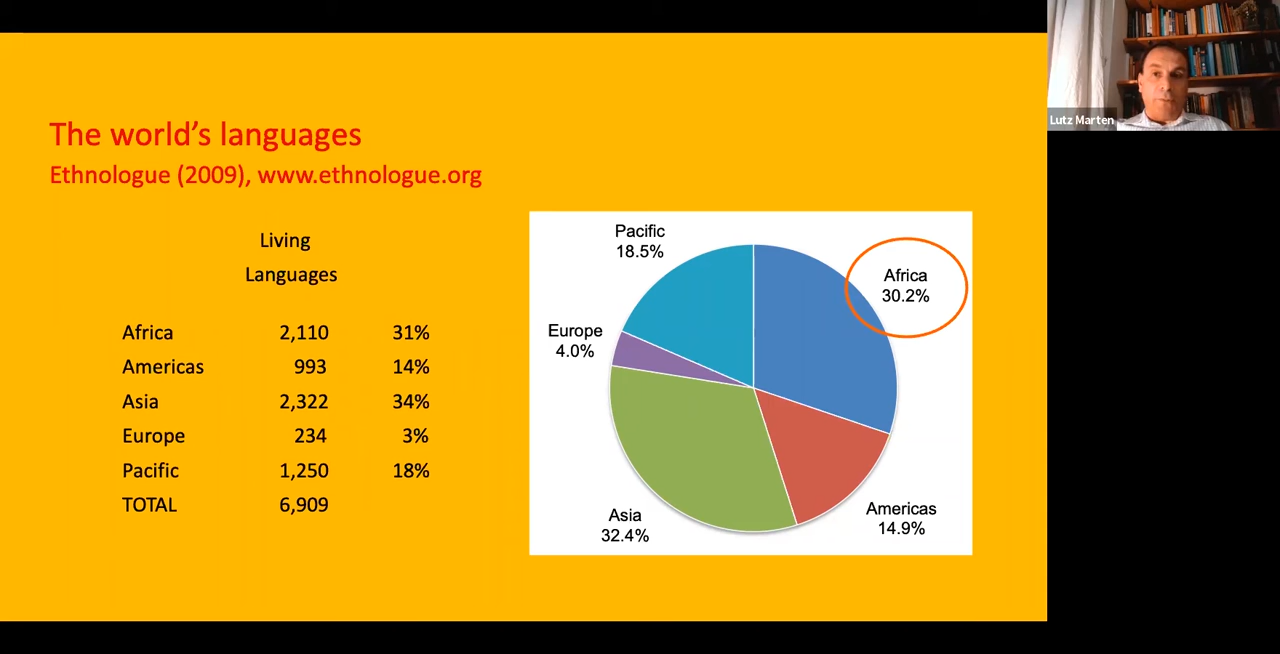 The world's languages
Ethnologue (2009), www.ethnologue.org
Living
Languages
Africa 2,110 31%
Americas 993 14%
Asia 2,322 34%
Europe 234 3%
Pacific 1,250 18%
TOTAL 6,909
Pacific
18.5%
Africa
30.2%
Europe
4.0%
Americas
14.9%
Asia
32.4%
Lutz Marten